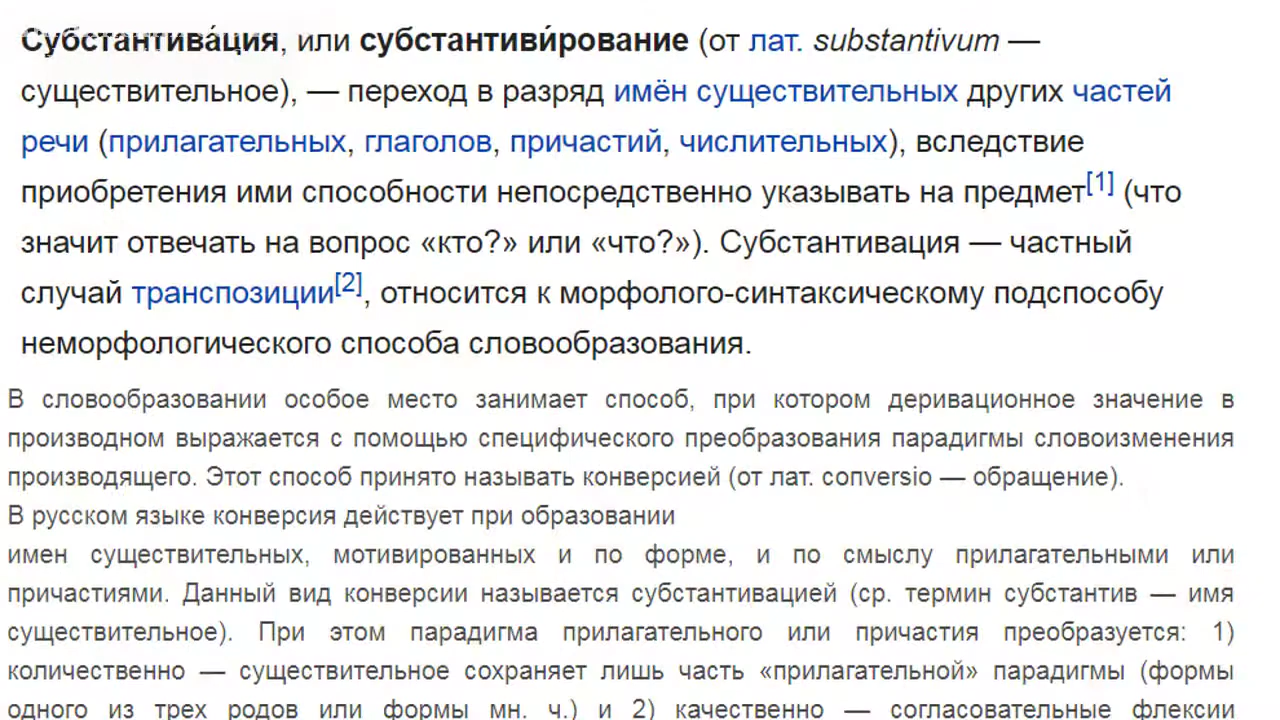 Субстантива́ция, или субстантиви́рование (от лат. substantivum —
существительное), — переход в разряд имён существительных других частей
речи (прилагательных, глаголов, причастий, числительных), вследствие
приобретения ими способности непосредственно указывать на предмет[1] (что
значит отвечать на вопрос «кто?» или «что?»). Субстантивация — частный
случай транспозиции[2], относится к морфолого-синтаксическому подспособу
неморфологического способа словообразования.
В словообразовании особое место занимает способ, при котором деривационное значение в
производном выражается с помощью специфического преобразования парадигмы словоизменения
производящего. Этот способ принято называть конверсией (от лат. conversio — обращение).
В русском языке конверсия действует при образовании
имен существительных, мотивированных и по форме, и по смыслу прилагательными или
причастиями. Данный вид конверсии называется субстантивацией (ср. термин субстантив — имя
существительное). При этом парадигма прилагательного или причастия преобразуется: 1)
количественно — существительное сохраняет лишь часть «прилагательной» парадигмы (формы
одного из трех родов или формы мн. ч.) и 2) качественно — согласовательные флексии